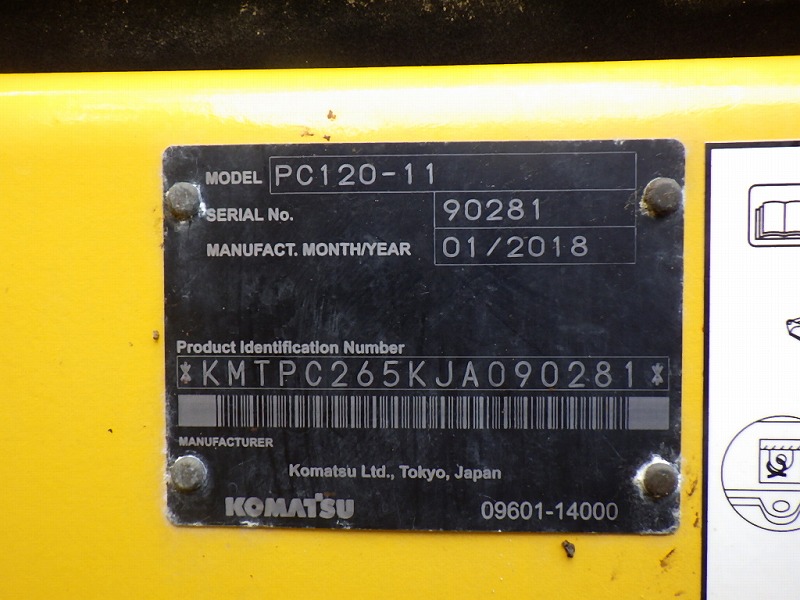 MODEL PC120-11
SERIAL No. 90281
MANUFACT. MONTH/YEAR 01/2018
Product Identification Number
*KMTPC265KJA090281*
MANUFACTURER
Komatsu Ltd., Tokyo, Japan
KOMATSU 09601-14000